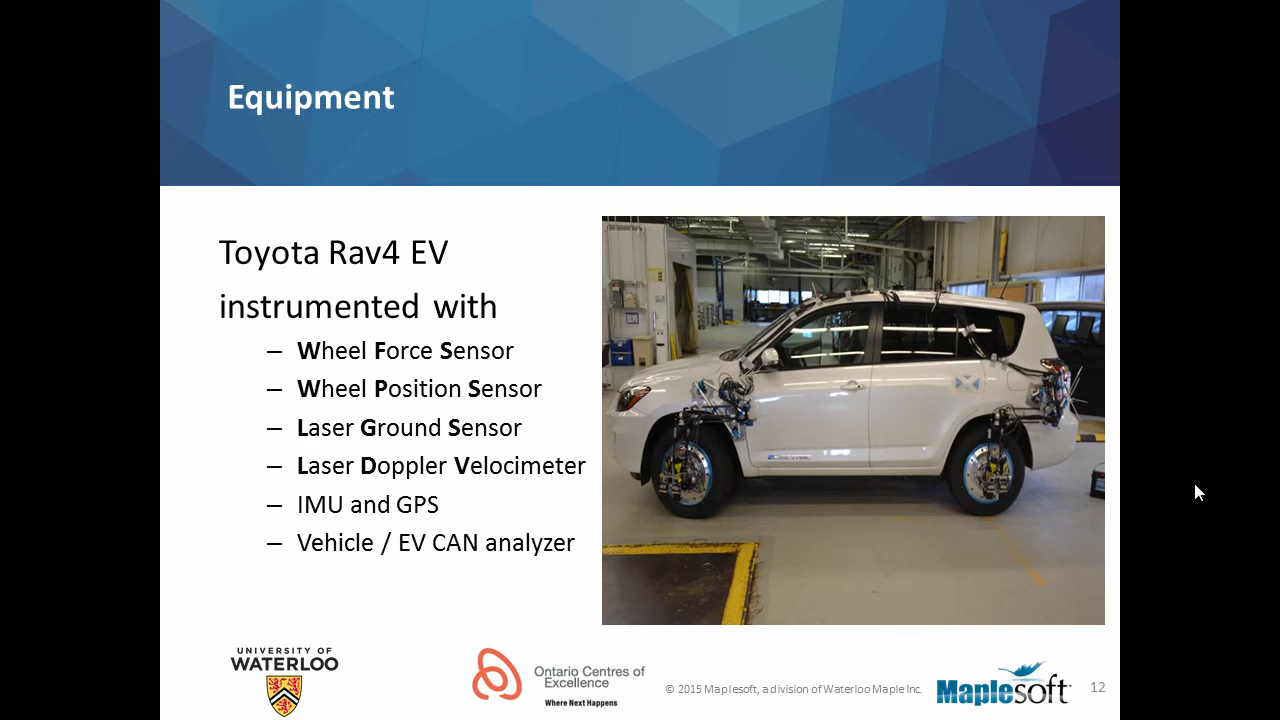 Equipment
Toyota Rav4 EV
instrumented with
– Wheel Force Sensor
– Wheel Position Sensor
– Laser Ground Sensor
– Laser Doppler Velocimeter
– IMU and GPS
– Vehicle / EV CAN analyzer
UNIVERSITY OF
WATERLOO
Ontario Centres of
Excellence
Where Next Happens
© 2015 Maplesoft, a division of Waterloo Maple Inc.
Maplesoft
12